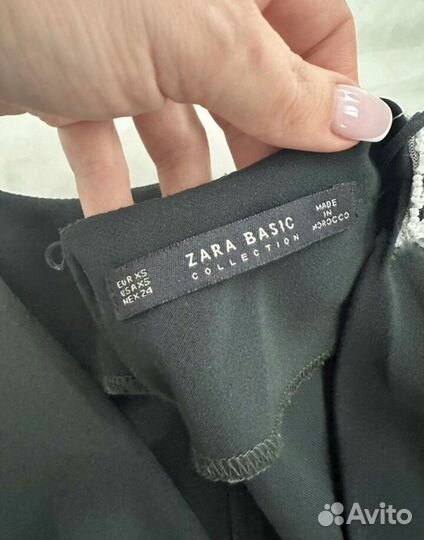 EUR XS
USA XS
MEX 24
ZARA BASIC
COLLECTION
MADE
IN
MOROCCO
Avito